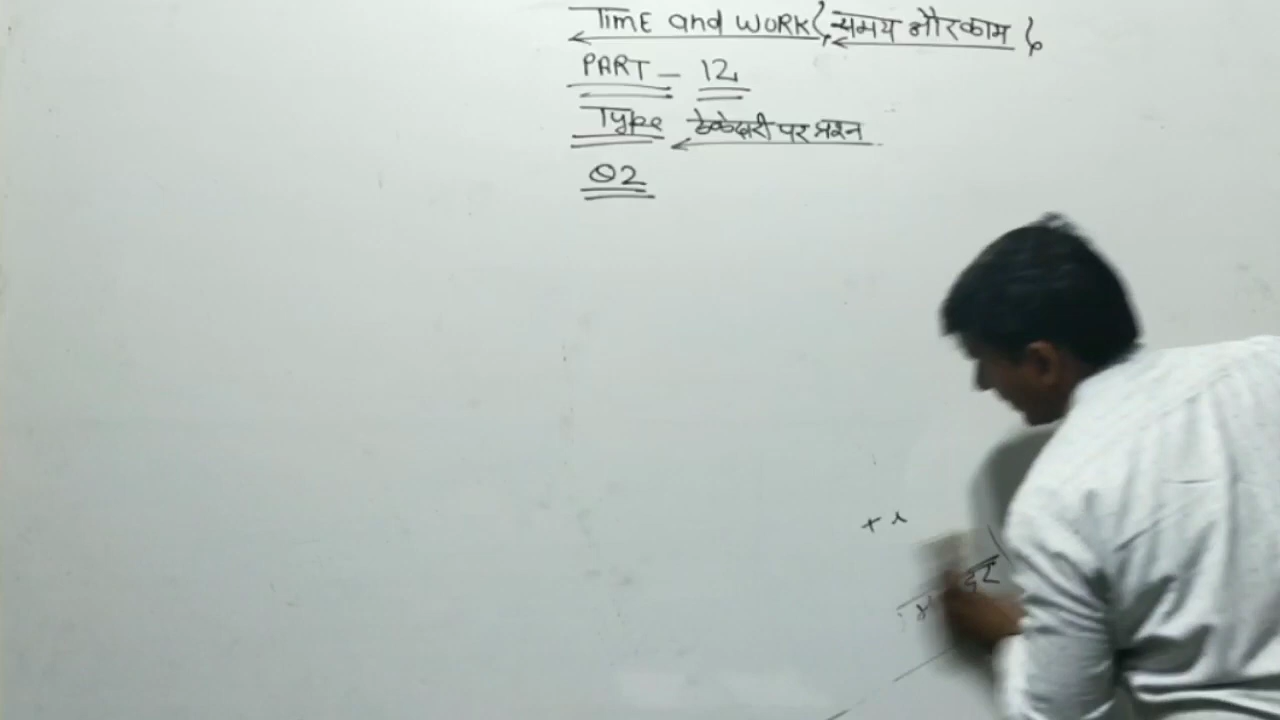 TIME and WORK (समय और काम)
PART - 12
Type ठेकेदारी पर प्रश्न
Q2